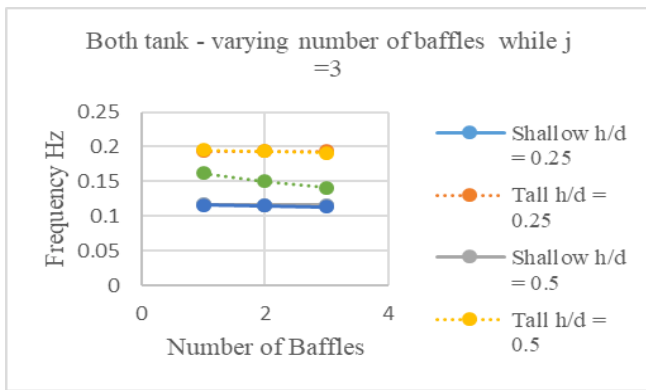 Both tank - varying number of baffles while j
=3
0.25
0.2
0.15
0.1
0.05
0
0
2
4
Frequency Hz
Number of Baffles
Shallow h/d
= 0.25
Tall h/d =
0.25
Shallow h/d
= 0.5
Tall h/d =
0.5